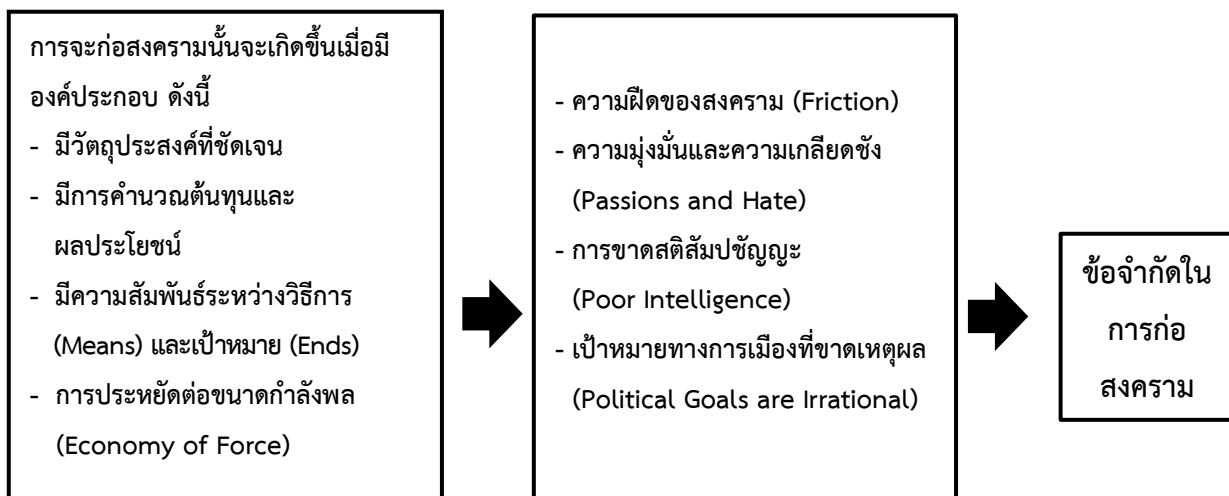 การจะก่อสงครามนั้นจะเกิดขึ้นเมื่อมี
องค์ประกอบ ดังนี้
- มีวัตถุประสงค์ที่ชัดเจน
- มีการคำนวณต้นทุนและ
ผลประโยชน์
- มีความสัมพันธ์ระหว่างวิธีการ
(Means) และเป้าหมาย (Ends)
- การประหยัดต่อขนาดกำลังพล
(Economy of Force)
- ความฝืดของสงคราม (Friction)
- ความมุ่งมั่นและความเกลียดชัง
(Passions and Hate)
- การขาดสติสัมปชัญญะ
(Poor Intelligence)
- เป้าหมายทางการเมืองที่ขาดเหตุผล
(Political Goals are Irrational)
ข้อจำกัดใน
การก่อ
สงคราม